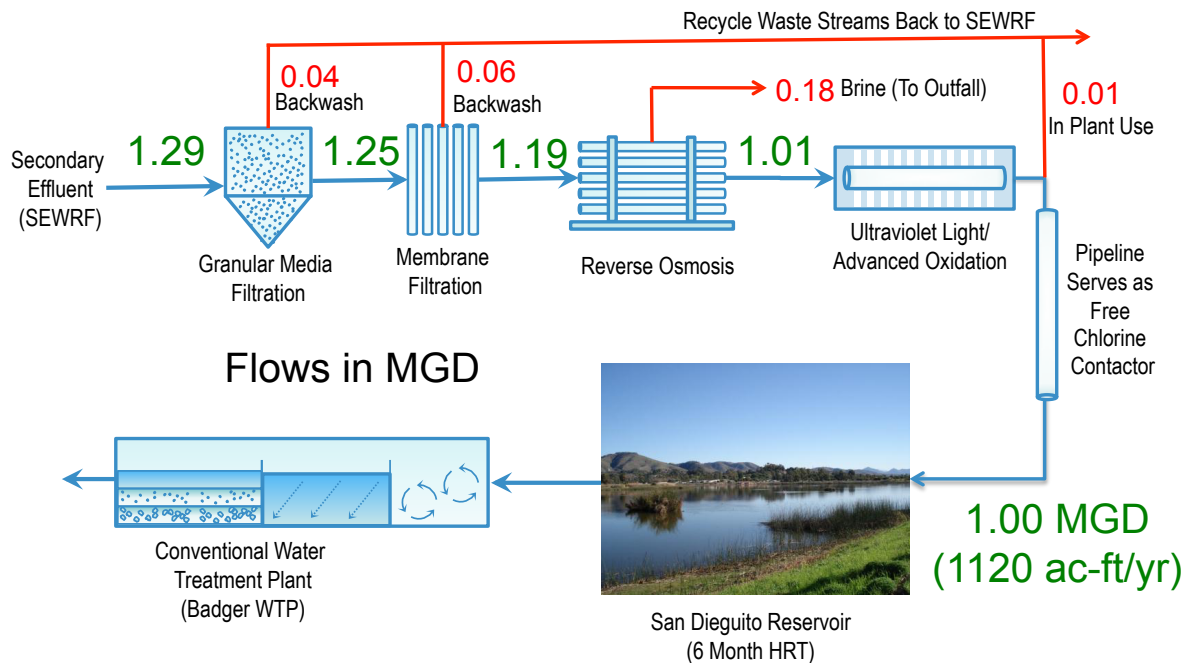 Recycle Waste Streams Back to SEWRF
0.04
Backwash
0.06
Backwash
0.18 Brine (To Outfall)
0.01
In Plant Use
Secondary
Effluent
(SEWRF)
1.29
1.25
1.19
1.01
Granular Media
Filtration
Membrane
Filtration
Reverse Osmosis
Ultraviolet Light/
Advanced Oxidation
Pipeline
Serves as
Free
Chlorine
Contactor
Flows in MGD
1.00 MGD
(1120 ac-ft/yr)
Conventional Water
Treatment Plant
(Badger WTP)
San Dieguito Reservoir
(6 Month HRT)